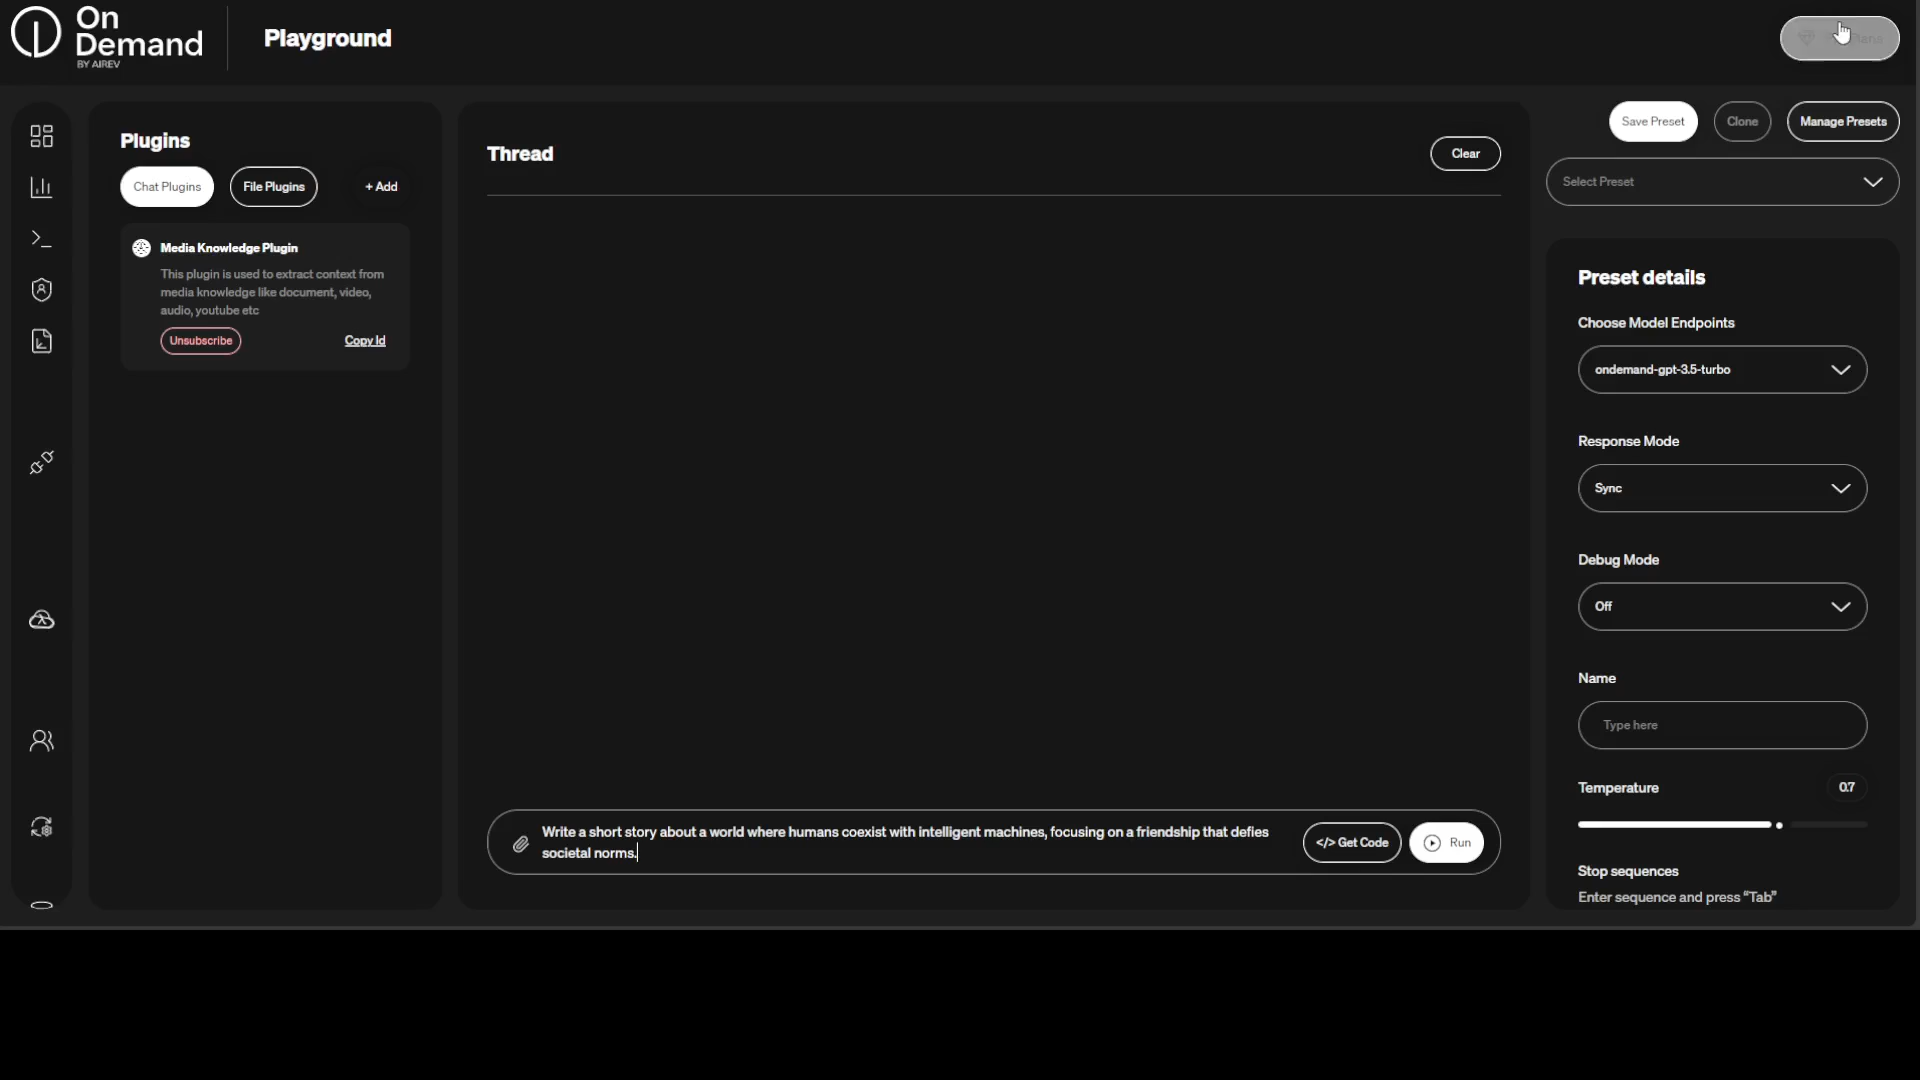 On
Demand
BY AIREV
Playground
Plugins
Chat Plugins
File Plugins
+ Add
Media Knowledge Plugin
This plugin is used to extract context from
media knowledge like document, video,
audio, youtube etc
Unsubscribe
Copy Id
Thread
Clear
Write a short story about a world where humans coexist with intelligent machines, focusing on a friendship that defies
societal norms.
</> Get Code
Run
Save Preset
Clone
Manage Presets
Select Preset
Preset details
Choose Model Endpoints
ondemand-gpt-3.5-turbo
Response Mode
Sync
Debug Mode
Off
Name
Type here
Temperature
0.7
Stop sequences
Enter sequence and press “Tab”